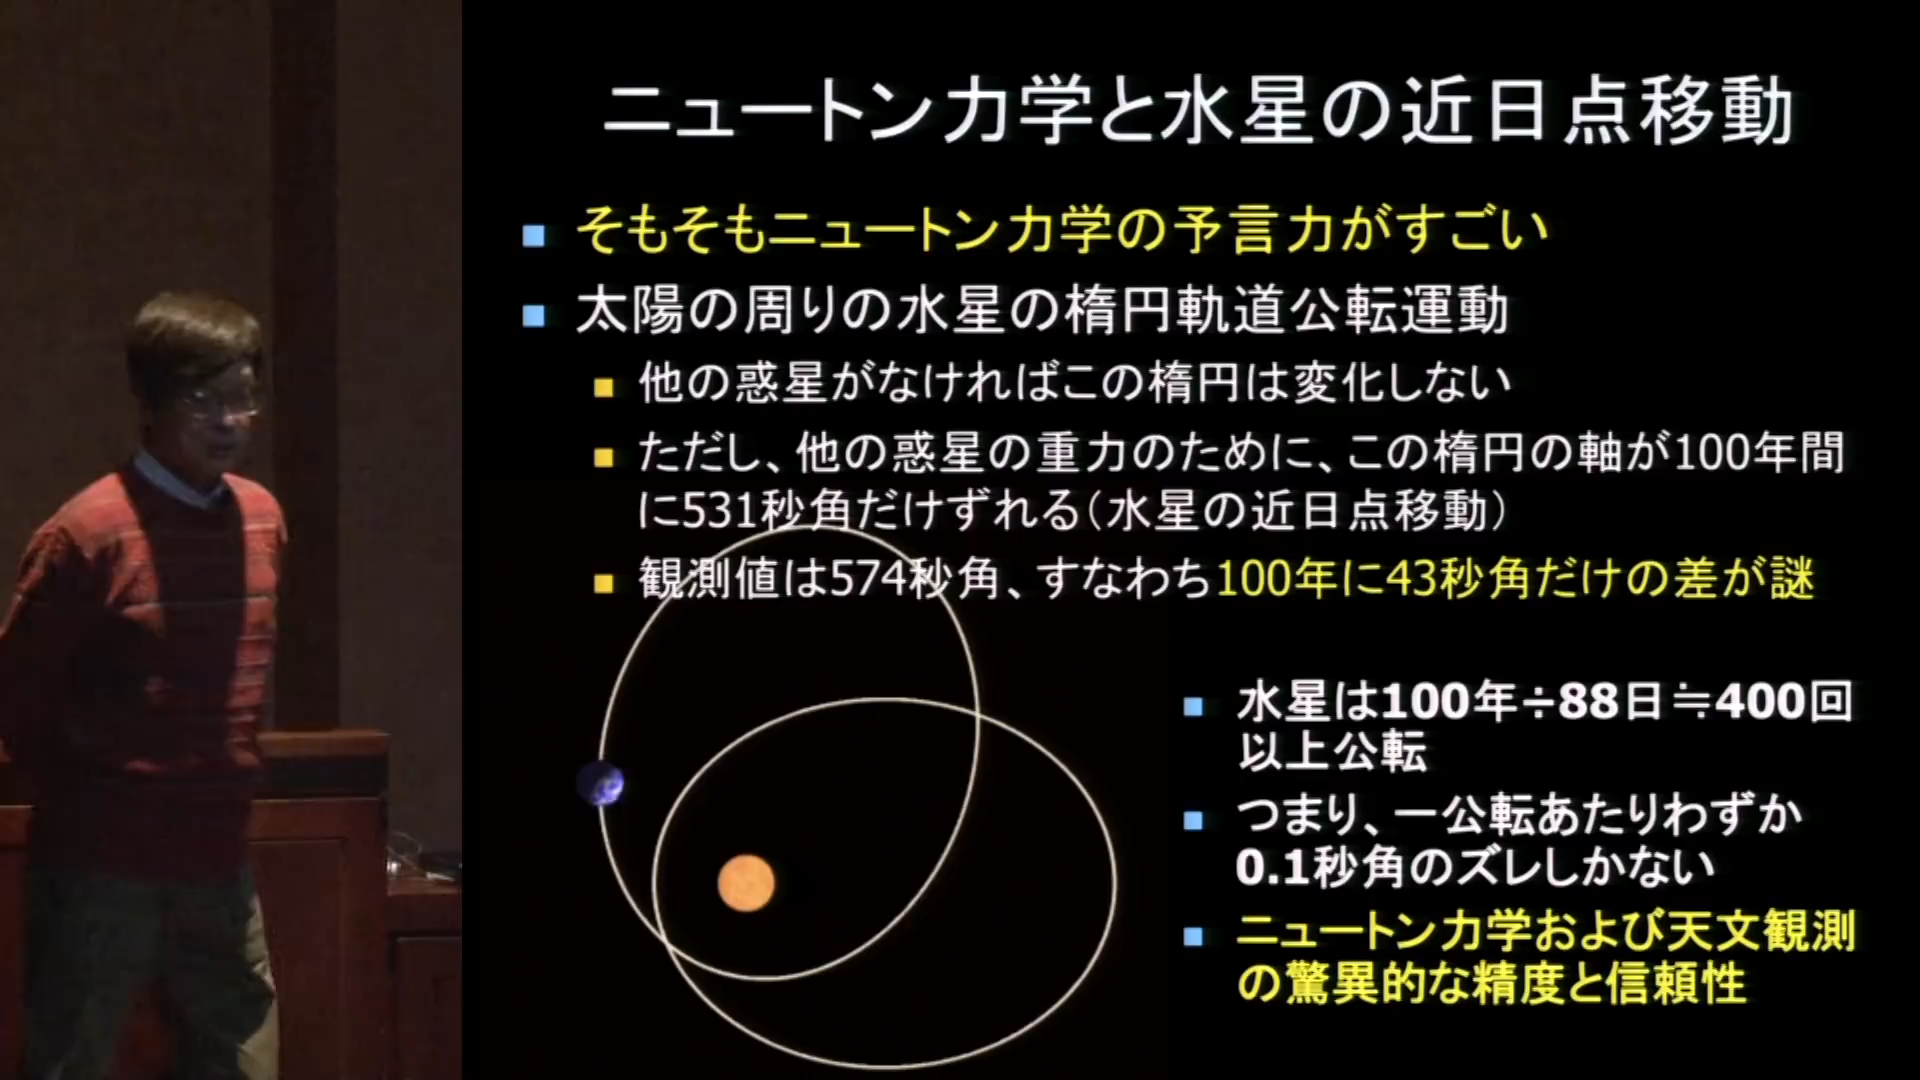 ニュートン力学と水星の近日点移動
そもそもニュートン力学の予言力がすごい
太陽の周りの水星の楕円軌道公転運動
他の惑星がなければこの楕円は変化しない
ただし、他の惑星の重力のために、この楕円の軸が100年間
に531秒角だけずれる（水星の近日点移動）
観測値は574秒角、すなわち100年に43秒角だけの差が謎
水星は100年÷88日≒400回
以上公転
つまり、一公転あたりわずか
0.1秒角のズレしかない
ニュートン力学および天文観測
の驚異的な精度と信頼性